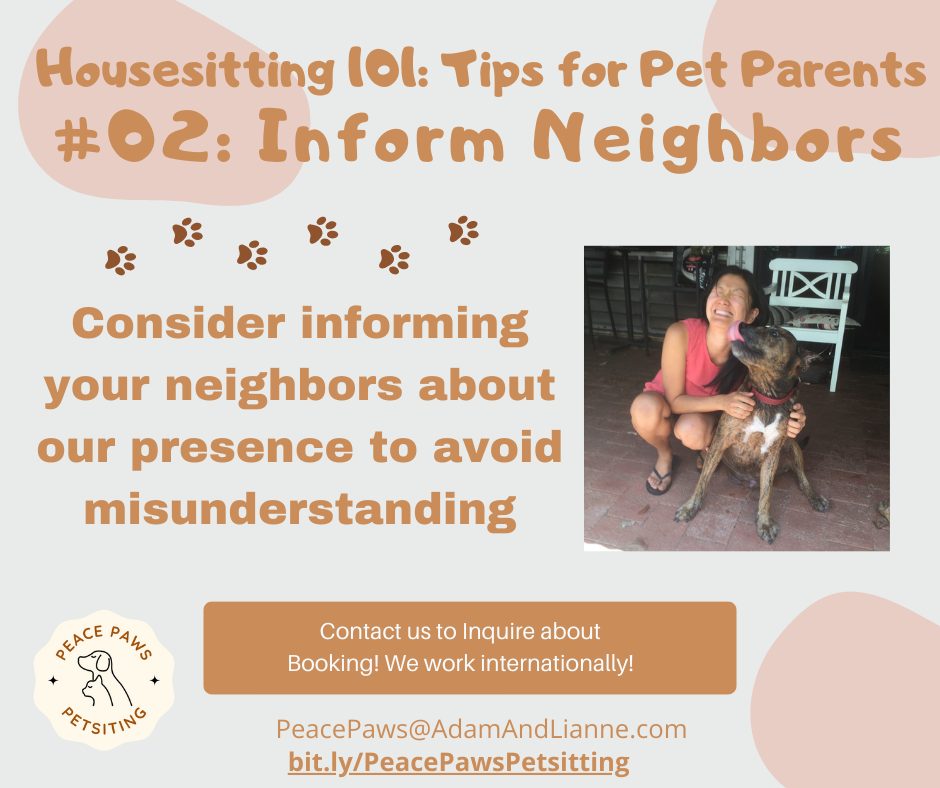 Housesitting 101: Tips for Pet Parents
#02: Inform Neighbors
Consider informing
your neighbors about
our presence to avoid
misunderstanding
PEACE PAWS
PETSITING
Contact us to Inquire about
Booking! We work internationally!
PeacePaws@AdamAndLianne.com
bit.ly/PeacePawsPetsitting